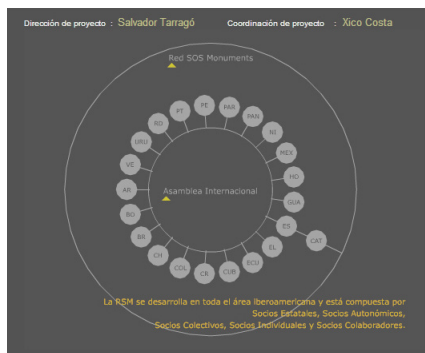 Dirección de proyecto : Salvador Tarragó Coordinación de proyecto : Xico Costa
Red SOS Monuments
PE
PAR
PT
PAN
RD
NI
URU
MEX
VE
HO
AR
Asamblea Internacional
GUA
BO
ES
BR
EL
CAT
CH
ECU
COL
CR
CUB
La RSM se desarrolla en toda el área Iberoamericana y está compuesta por
Socios Estatales, Socios Autonómicos,
Socios Colectivos, Socios Individuales y Socios Colaboradores.